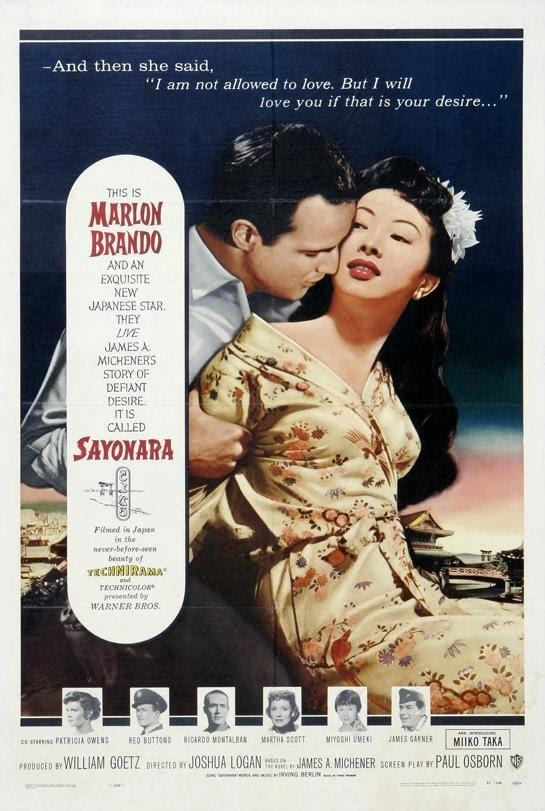 —And then she said,
"I am not allowed to love. But I will
love you if that is your desire..."
THIS IS
MARLON
BRANDO
AND AN
EXQUISITE
NEW
JAPANESE STAR.
THEY
LIVE
JAMES A.
MICHENER'S
STORY OF
DEFIANT
DESIRE.
IT IS
CALLED
SAYONARA
Filmed in Japan
in the
never-before-seen
beauty of
TECHNIRAMA®
and
TECHNICOLOR®
presented by
WARNER BROS.
CO-STARRING PATRICIA OWENS RED BUTTONS RICARDO MONTALBAN MARTHA SCOTT MIYOSHI UMEKI JAMES GARNER
AND INTRODUCING
MIIKO TAKA
PRODUCED BY WILLIAM GOETZ DIRECTED BY JOSHUA LOGAN BASED ON THE NOVEL BY JAMES A. MICHENER SCREEN PLAY BY PAUL OSBORN WB
SONG "SAYONARA" WORDS AND MUSIC BY IRVING BERLIN